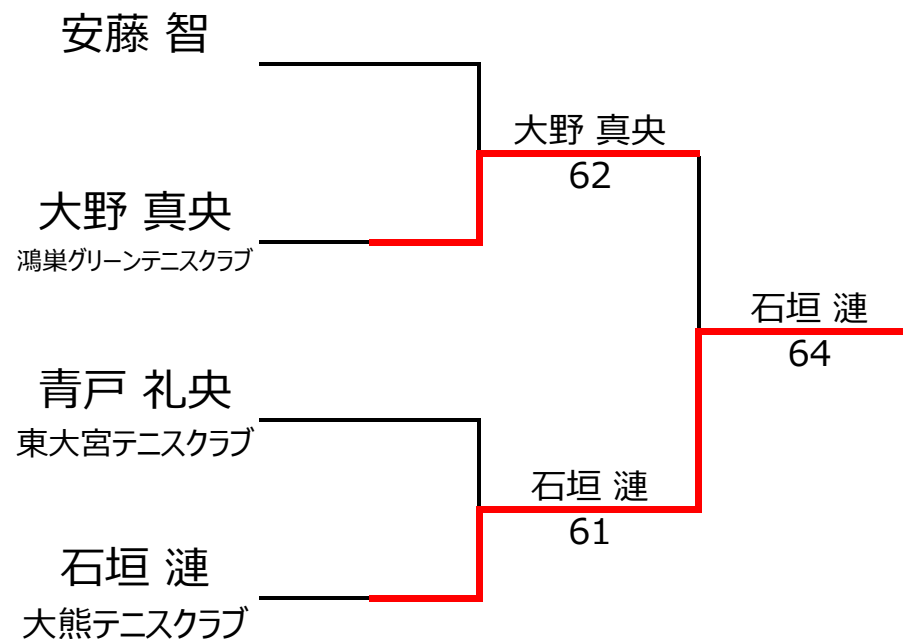 安藤 智
大野 真央
62
大野 真央
鴻巣グリーンテニスクラブ
石垣 漣
64
青戸 礼央
東大宮テニスクラブ
石垣 漣
61
石垣 漣
大熊テニスクラブ